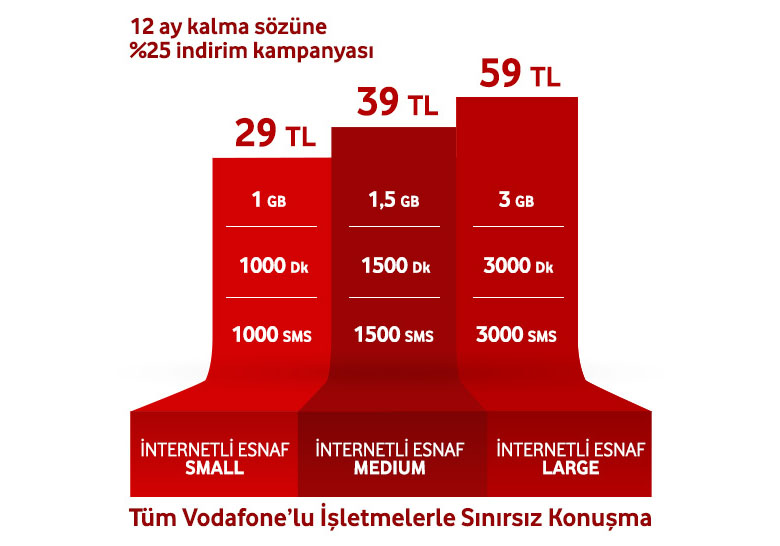 12 ay kalma sözüne
%25 indirim kampanyası
29 TL
39 TL
59 TL
1 GB
1,5 GB
3 GB
1000 Dk
1500 Dk
3000 Dk
1000 SMS
1500 SMS
3000 SMS
İNTERNETLİ ESNAF
SMALL
İNTERNETLİ ESNAF
MEDIUM
İNTERNETLİ ESNAF
LARGE
Tüm Vodafone'lu İşletmelerle Sınırsız Konuşma